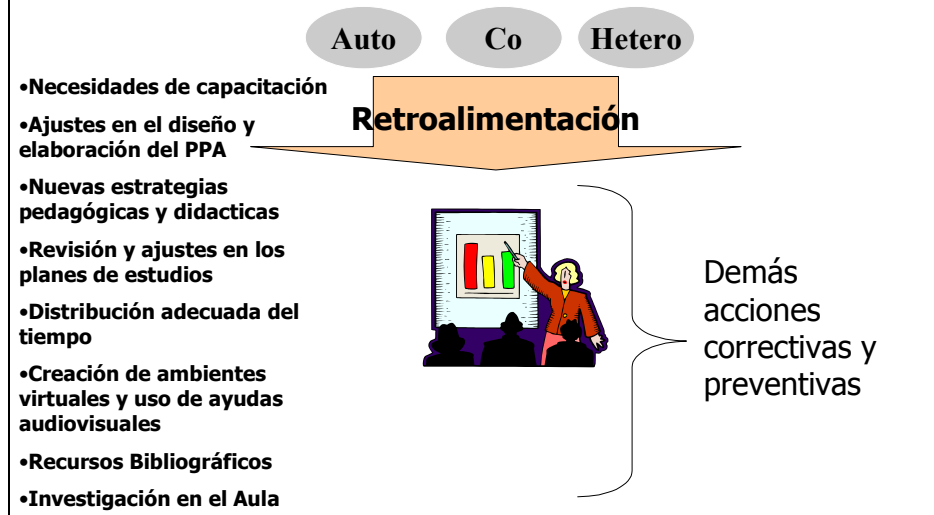 Auto Co Hetero
Retroalimentación
•Necesidades de capacitación
•Ajustes en el diseño y
elaboración del PPA
•Nuevas estrategias
pedagógicas y didacticas
•Revisión y ajustes en los
planes de estudios
•Distribución adecuada del
tiempo
•Creación de ambientes
virtuales y uso de ayudas
audiovisuales
•Recursos Bibliográficos
•Investigación en el Aula
Demás
acciones
correctivas y
preventivas